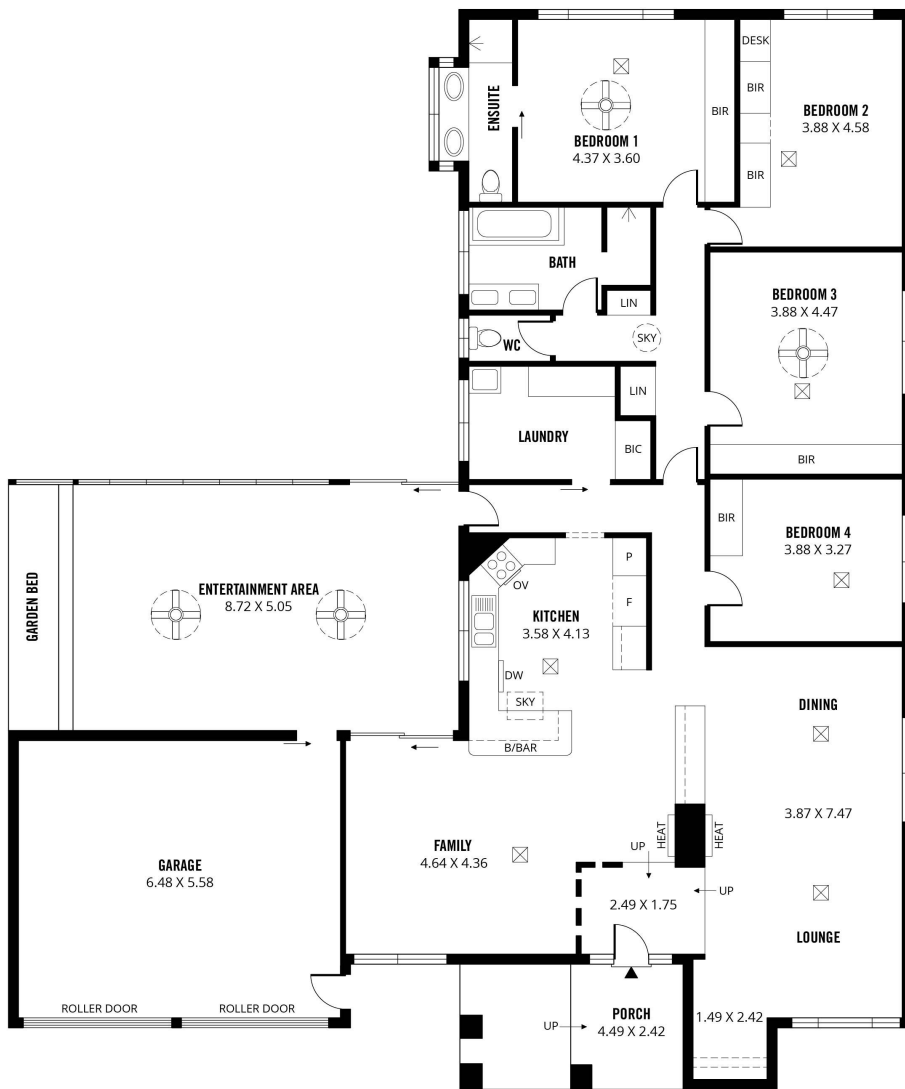 DESK
BIR
BIR
BIR
ENSUITE
BEDROOM 1
4.37 X 3.60
BEDROOM 2
3.88 X 4.58
BATH
LIN
SKY
WC
BEDROOM 3
3.88 X 4.47
LIN
LAUNDRY
BIC
BIR
BIR
BEDROOM 4
3.88 X 3.27
GARDEN BED
ENTERTAINMENT AREA
8.72 X 5.05
P
OV
F
KITCHEN
3.58 X 4.13
DW
SKY
B/BAR
DINING
3.87 X 7.47
HEAT
HEAT
FAMILY
4.64 X 4.36
UP
UP
2.49 X 1.75
LOUNGE
GARAGE
6.48 X 5.58
ROLLER DOOR
ROLLER DOOR
UP
PORCH
4.49 X 2.42
1.49 X 2.42